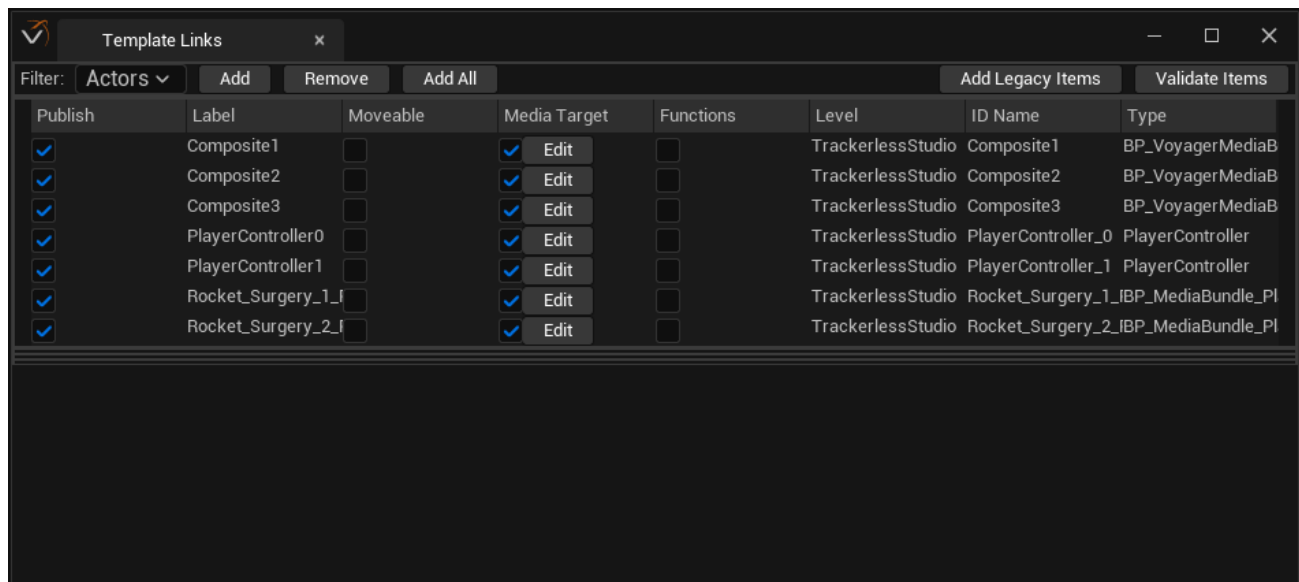 Template Links ×
Filter: Actors Add Remove Add All Add Legacy Items Validate Items
Publish Label Moveable Media Target Functions Level ID Name Type
Composite1 Edit TrackerlessStudio Composite1 BP_VoyagerMediaB
Composite2 Edit TrackerlessStudio Composite2 BP_VoyagerMediaB
Composite3 Edit TrackerlessStudio Composite3 BP_VoyagerMediaB
PlayerController0 Edit TrackerlessStudio PlayerController_0 PlayerController
PlayerController1 Edit TrackerlessStudio PlayerController_1 PlayerController
Rocket_Surgery_1_ Edit TrackerlessStudio Rocket_Surgery_1_ BP_MediaBundle_Pl
Rocket_Surgery_2_ Edit TrackerlessStudio Rocket_Surgery_2_ BP_MediaBundle_Pl